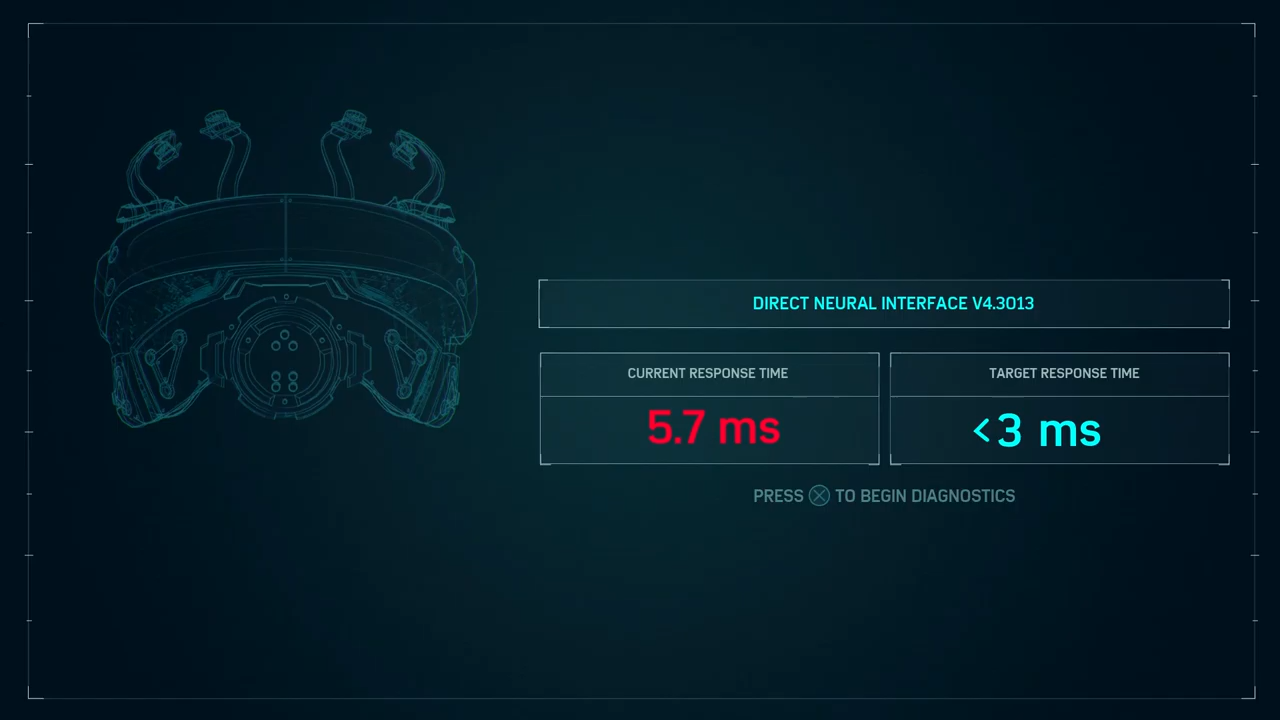 DIRECT NEURAL INTERFACE V4.3013
CURRENT RESPONSE TIME
5.7 ms
TARGET RESPONSE TIME
<3 ms
PRESS ⓧ TO BEGIN DIAGNOSTICS